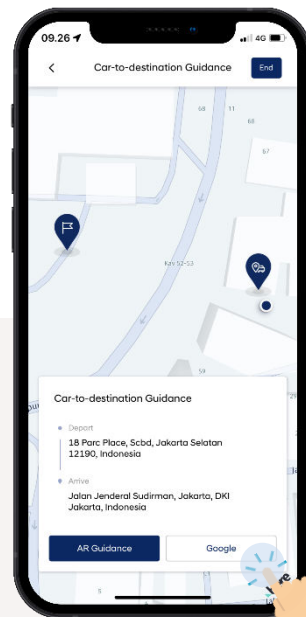 09.26
4G
Car-to-destination Guidance
End
68
11
68
67
Kav 52-53
59
Car-to-destination Guidance
Depart
18 Parc Place, Scbd, Jakarta Selatan
12190, Indonesia
Arrive
Jalan Jenderal Sudirman, Jakarta, DKI
Jakarta, Indonesia
AR Guidance
Google
5